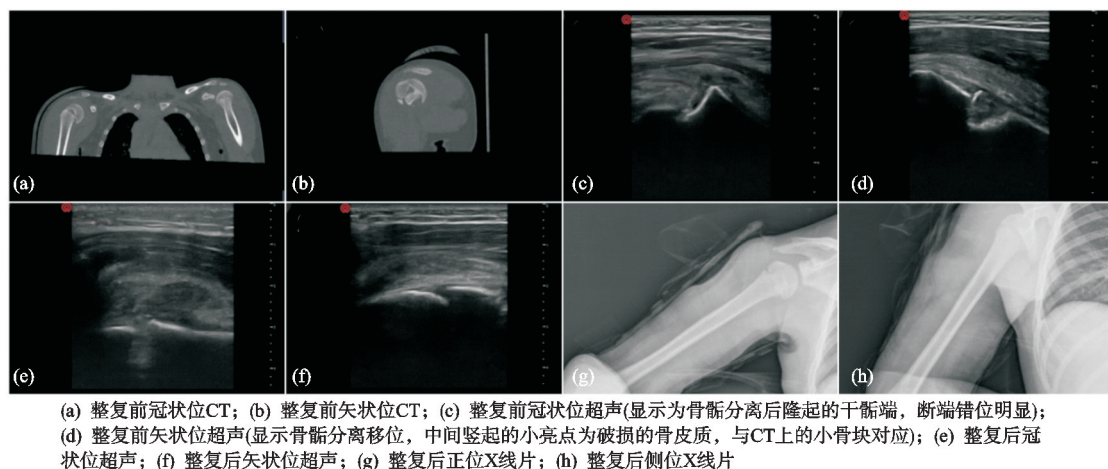 (a)
(b)
(c)
(d)
(e)
(f)
(g)
(h)
(a) 整复前冠状位CT；(b) 整复前矢状位CT；(c) 整复前冠状位超声(显示为骨骺分离后隆起的干骺端，断端错位明显)；
(d) 整复前矢状位超声(显示骨骺分离移位，中间竖起的小亮点为破损的骨皮质，与CT上的小骨块对应)；(e) 整复后冠
状位超声；(f) 整复后矢状位超声；(g) 整复后正位X线片；(h) 整复后侧位X线片